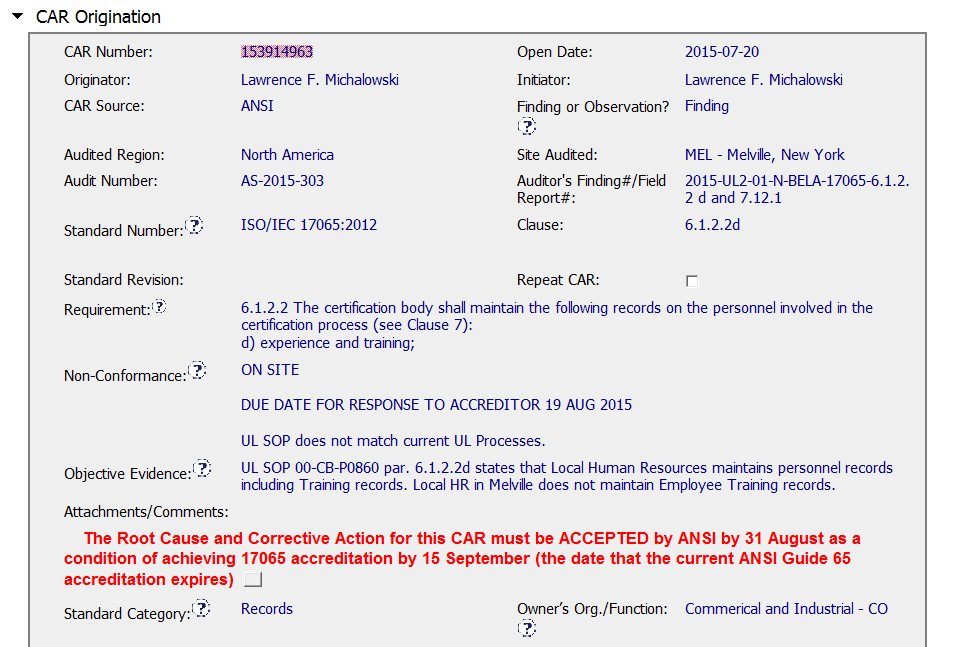 CAR Origination
CAR Number: 153914963 Open Date: 2015-07-20
Originator: Lawrence F. Michalowski Initiator: Lawrence F. Michalowski
CAR Source: ANSI Finding or Observation? Finding
?
Audited Region: North America Site Audited: MEL - Melville, New York
Audit Number: AS-2015-303 Auditor's Finding#/Field 2015-UL2-01-N-BELA-17065-6.1.2.
Report#: 2 d and 7.12.1
Standard Number: ? ISO/IEC 17065:2012 Clause: 6.1.2.2d
Standard Revision: Repeat CAR:
Requirement: ? 6.1.2.2 The certification body shall maintain the following records on the personnel involved in the
certification process (see Clause 7):
d) experience and training;
Non-Conformance: ? ON SITE
DUE DATE FOR RESPONSE TO ACCREDITOR 19 AUG 2015
UL SOP does not match current UL Processes.
Objective Evidence: ? UL SOP 00-CB-P0860 par. 6.1.2.2d states that Local Human Resources maintains personnel records
including Training records. Local HR in Melville does not maintain Employee Training records.
Attachments/Comments:
The Root Cause and Corrective Action for this CAR must be ACCEPTED by ANSI by 31 August as a
condition of achieving 17065 accreditation by 15 September (the date that the current ANSI Guide 65
accreditation expires)
Standard Category: ? Records Owner's Org./Function: Commerical and Industrial - CO
?